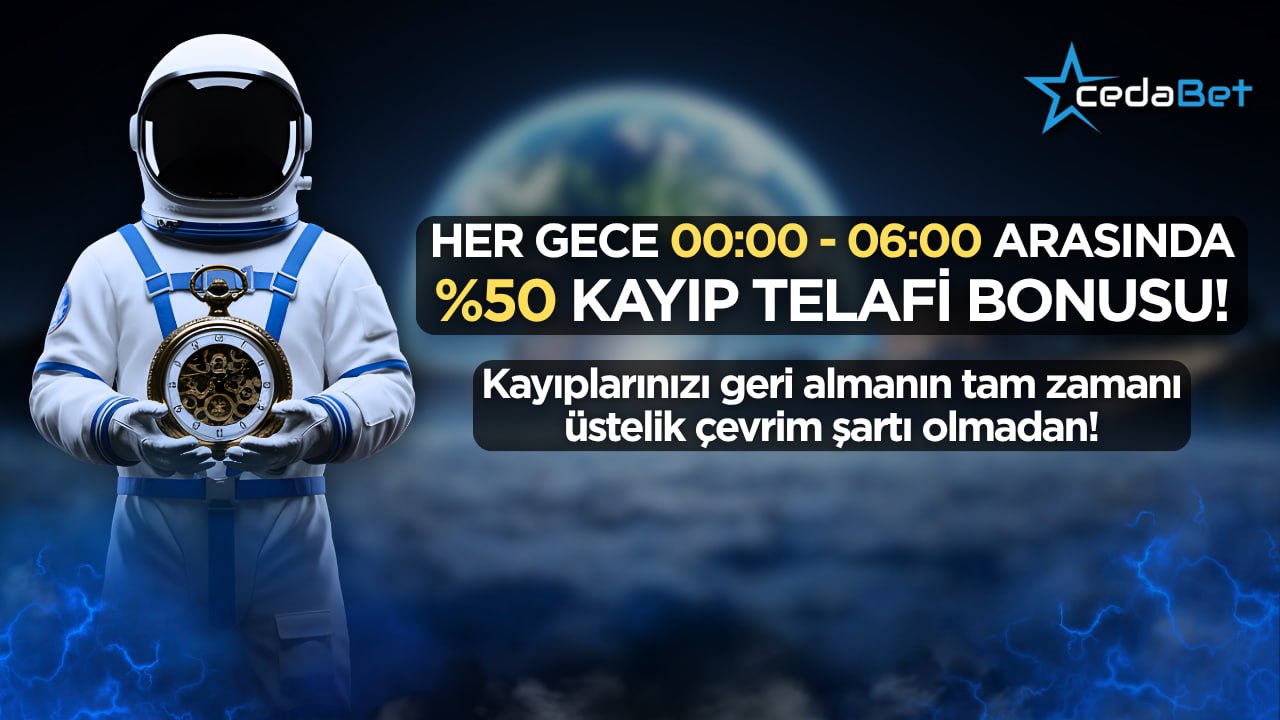 cedaBet
HER GECE 00:00 - 06:00 ARASINDA
%50 KAYIP TELAFİ BONUSU!
Kayıplarınızı geri almanın tam zamanı
üstelik çevrim şartı olmadan!